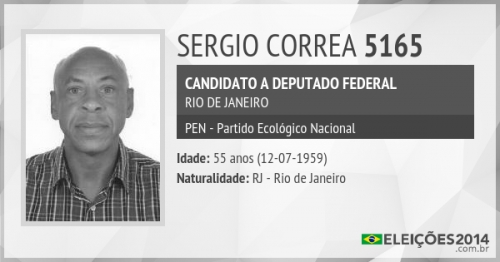 SERGIO CORREA 5165
CANDIDATO A DEPUTADO FEDERAL
RIO DE JANEIRO
PEN - Partido Ecológico Nacional
Idade: 55 anos (12-07-1959)
Naturalidade: RJ - Rio de Janeiro
ELEIÇÕES2014
.com.br